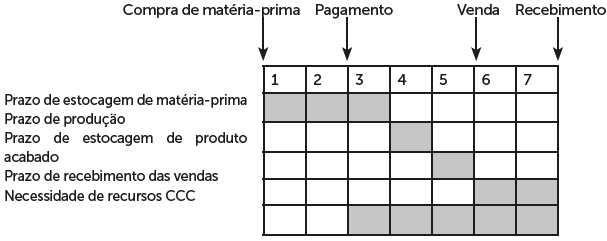 Compra de matéria-prima Pagamento Venda Recebimento
1 2 3 4 5 6 7
Prazo de estocagem de matéria-prima
Prazo de produção
Prazo de estocagem de produto
acabado
Prazo de recebimento das vendas
Necessidade de recursos CCC